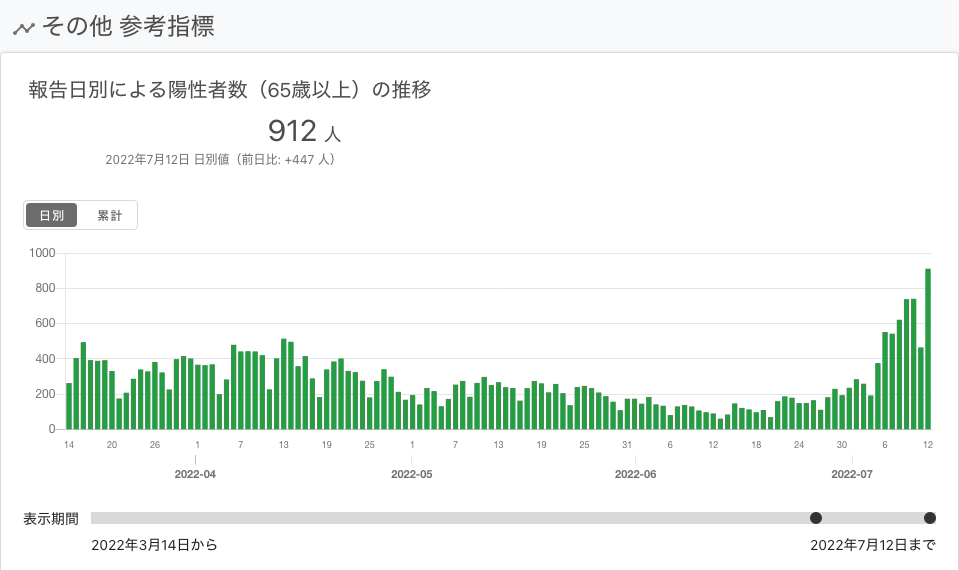 その他 参考指標
報告日別による陽性者数（65歳以上）の推移
912 人
2022年7月12日 日別値（前日比: +447 人）
日別 累計
1000
800
600
400
200
0
14 20 26 1 7 13 19 25 1 7 13 19 25 31 6 12 18 24 30 6 12
2022-04 2022-05 2022-06 2022-07
表示期間
2022年3月14日から 2022年7月12日まで